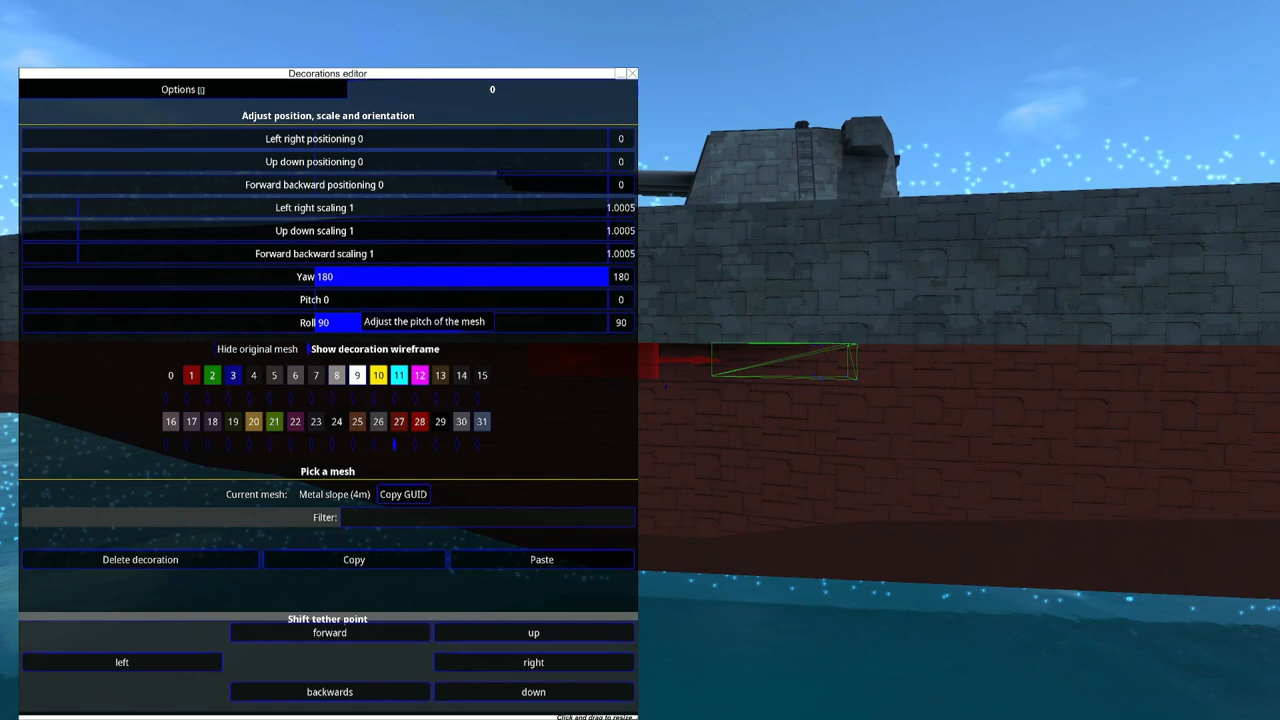 Decorations editor
Options [[]
0
Adjust position, scale and orientation
Left right positioning 0
0
Up down positioning 0
0
Forward backward positioning 0
0
Left right scaling 1
1.0005
Up down scaling 1
1.0005
Forward backward scaling 1
1.0005
Yaw 180
180
Pitch 0
0
Roll 90
Adjust the pitch of the mesh
90
Hide original mesh
Show decoration wireframe
0 1 2 3 4 5 6 7 8 9 10 11 12 13 14 15
16 17 18 19 20 21 22 23 24 25 26 27 28 29 30 31
Pick a mesh
Current mesh: Metal slope (4m) Copy GUID
Filter:
Delete decoration
Copy
Paste
Shift tether point
forward
up
left
right
backwards
down
Click and drag to resize